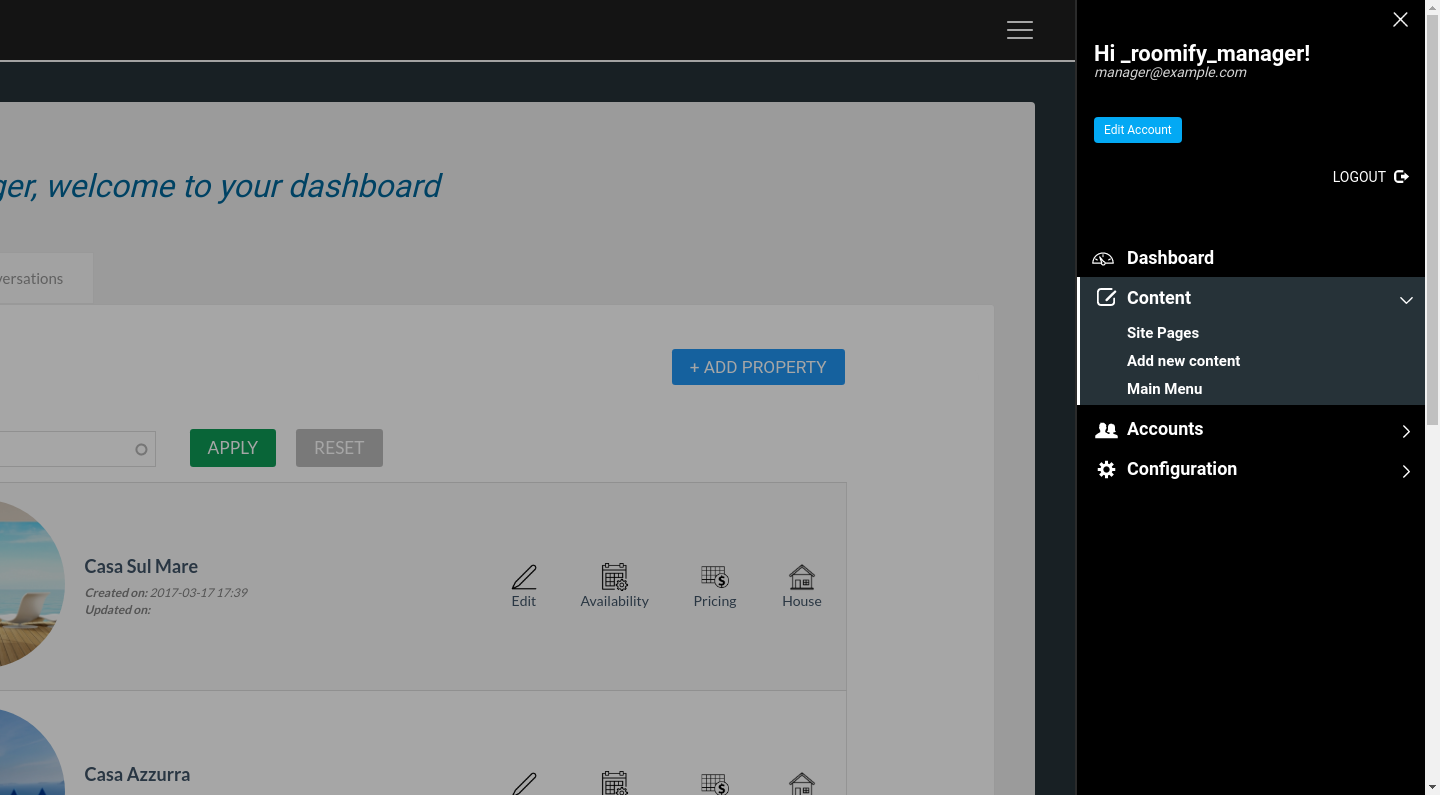 Hi _roomify_manager!
manager@example.com
Edit Account
LOGOUT
Dashboard
Content
Site Pages
Add new content
Main Menu
Accounts
Configuration
welcome to your dashboard
+ ADD PROPERTY
APPLY RESET
Casa Sul Mare
Created on: 2017-03-17 17:39
Updated on:
Edit Availability Pricing House
Casa Azzurra